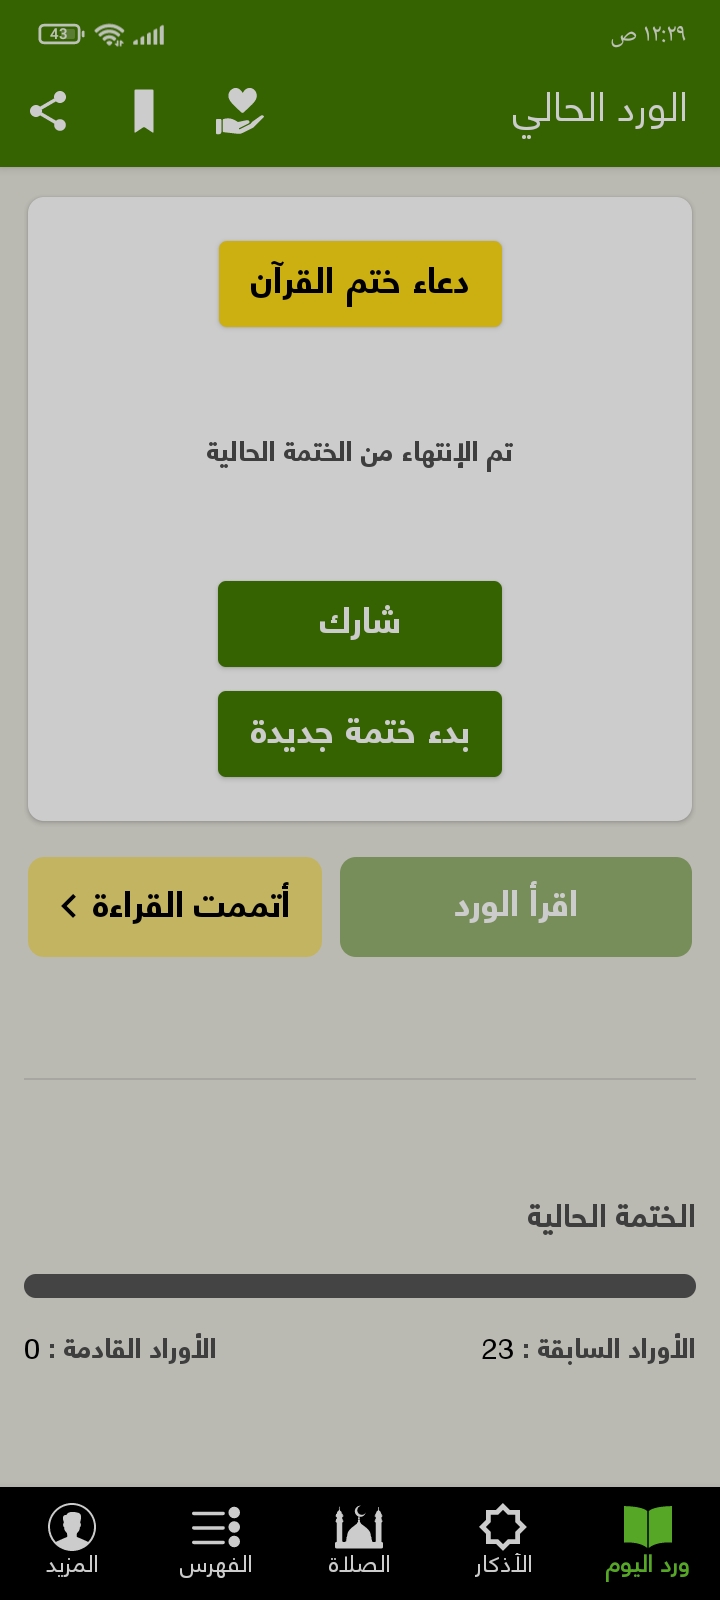 43
١٢:٢٩ ص
الورد الحالي
دعاء ختم القرآن
تم الإنتهاء من الختمة الحالية
شارك
بدء ختمة جديدة
اقرأ الورد
أتممت القراءة
الختمة الحالية
الأوراد السابقة : 23
الأوراد القادمة : 0
ورد اليوم
الأذكار
الصلاة
الفهرس
المزيد